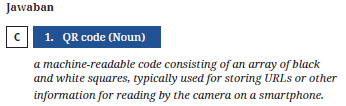 Jawaban
C 1. QR code (Noun)
a machine-readable code consisting of an array of black
and white squares, typically used for storing URLs or other
information for reading by the camera on a smartphone.